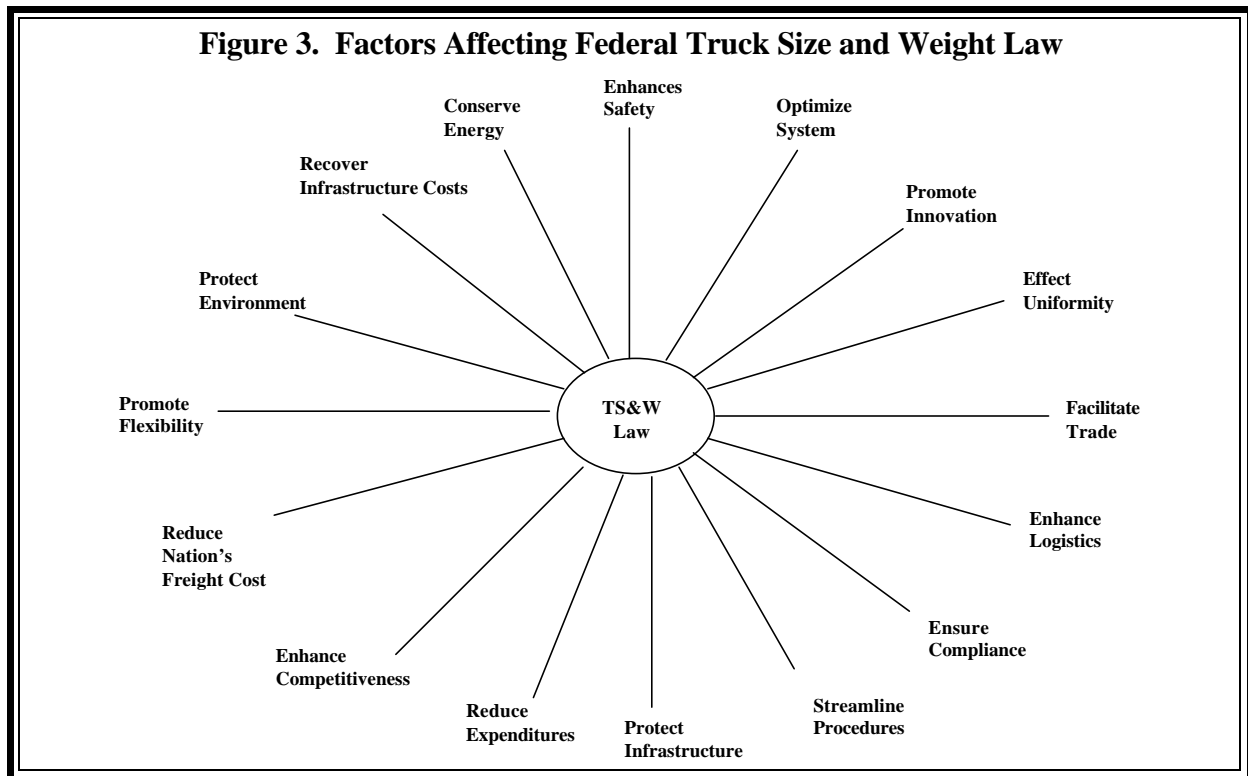 Figure 3. Factors Affecting Federal Truck Size and Weight Law
Enhances
Safety
Optimize
System
Promote
Innovation
Effect
Uniformity
Facilitate
Trade
Enhance
Logistics
Ensure
Compliance
Streamline
Procedures
Protect
Infrastructure
Reduce
Expenditures
Enhance
Competitiveness
Reduce
Nation's
Freight Cost
Promote
Flexibility
Protect
Environment
Recover
Infrastructure Costs
Conserve
Energy
TS&W
Law